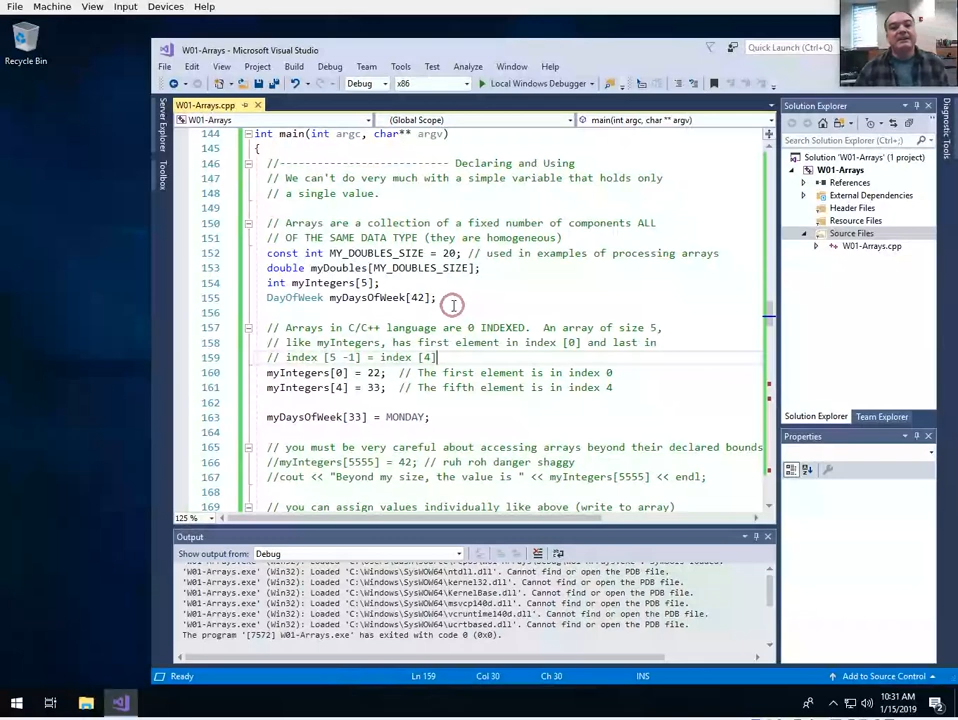 File Machine View Input Devices Help
Recycle Bin
W01-Arrays - Microsoft Visual Studio
Quick Launch (Ctrl+Q)
File Edit View Project Build Debug Team Tools Test Analyze Window Help
Debug x86 Local Windows Debugger
W01-Arrays.cpp
W01-Arrays (Global Scope) main(int argc, char ** argv)
Server Explorer
Toolbox
144 int main(int argc, char** argv)
145 {
146 //--------------------------- Declaring and Using
147 // We can't do very much with a simple variable that holds only
148 // a single value.
149
150 // Arrays are a collection of a fixed number of components ALL
151 // OF THE SAME DATA TYPE (they are homogeneous)
152 const int MY_DOUBLES_SIZE = 20; // used in examples of processing arrays
153 double myDoubles[MY_DOUBLES_SIZE];
154 int myIntegers[5];
155 DayOfWeek myDaysOfWeek[42];
156
157 // Arrays in C/C++ language are 0 INDEXED. An array of size 5,
158 // like myIntegers, has first element in index [0] and last in
159 // index [5 -1] = index [4]
160 myIntegers[0] = 22; // The first element is in index 0
161 myIntegers[4] = 33; // The fifth element is in index 4
162
163 myDaysOfWeek[33] = MONDAY;
164
165 // you must be very careful about accessing arrays beyond their declared bounds
166 //myIntegers[5555] = 42; // ruh roh danger shaggy
167 //cout << "Beyond my size, the value is " << myIntegers[5555] << endl;
168
169 // you can assign values individually like above (write to array)
125 %
Solution Explorer
Search Solution Explorer (Ctrl+;)
Solution 'W01-Arrays' (1 project)
W01-Arrays
References
External Dependencies
Header Files
Resource Files
Source Files
W01-Arrays.cpp
Solution Explorer Team Explorer
Properties
Diagnostic Tools
Output
Show output from: Debug
'W01-Arrays.exe' (Win32): Loaded 'C:\Windows\SysWOW64\ntdll.dll'. Cannot find or open the PDB file.
'W01-Arrays.exe' (Win32): Loaded 'C:\Windows\SysWOW64\kernel32.dll'. Cannot find or open the PDB file.
'W01-Arrays.exe' (Win32): Loaded 'C:\Windows\SysWOW64\KernelBase.dll'. Cannot find or open the PDB file.
'W01-Arrays.exe' (Win32): Loaded 'C:\Windows\SysWOW64\msvcp140d.dll'. Cannot find or open the PDB file.
'W01-Arrays.exe' (Win32): Loaded 'C:\Windows\SysWOW64\vcruntime140d.dll'. Cannot find or open the PDB file.
'W01-Arrays.exe' (Win32): Loaded 'C:\Windows\SysWOW64\ucrtbased.dll'. Cannot find or open the PDB file.
The program '[7572] W01-Arrays.exe' has exited with code 0 (0x0).
Ready Ln 159 Col 30 Ch 30 INS Add to Source Control
10:31 AM
1/15/2019
2